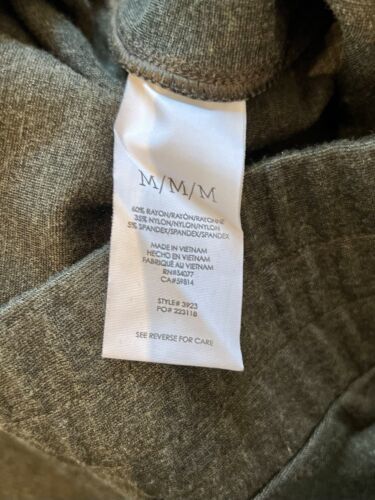 M/M/M
60% RAYON/RAYÓN/RAYONNE
35% NYLON/NYLON/NYLON
5% SPANDEX/SPANDEX/SPANDEX
MADE IN VIETNAM
HECHO EN VIETNAM
FABRIQUÉ AU VIETNAM
RN#54077
CA#59814
STYLE# 3923
PO# 223118
SEE REVERSE FOR CARE